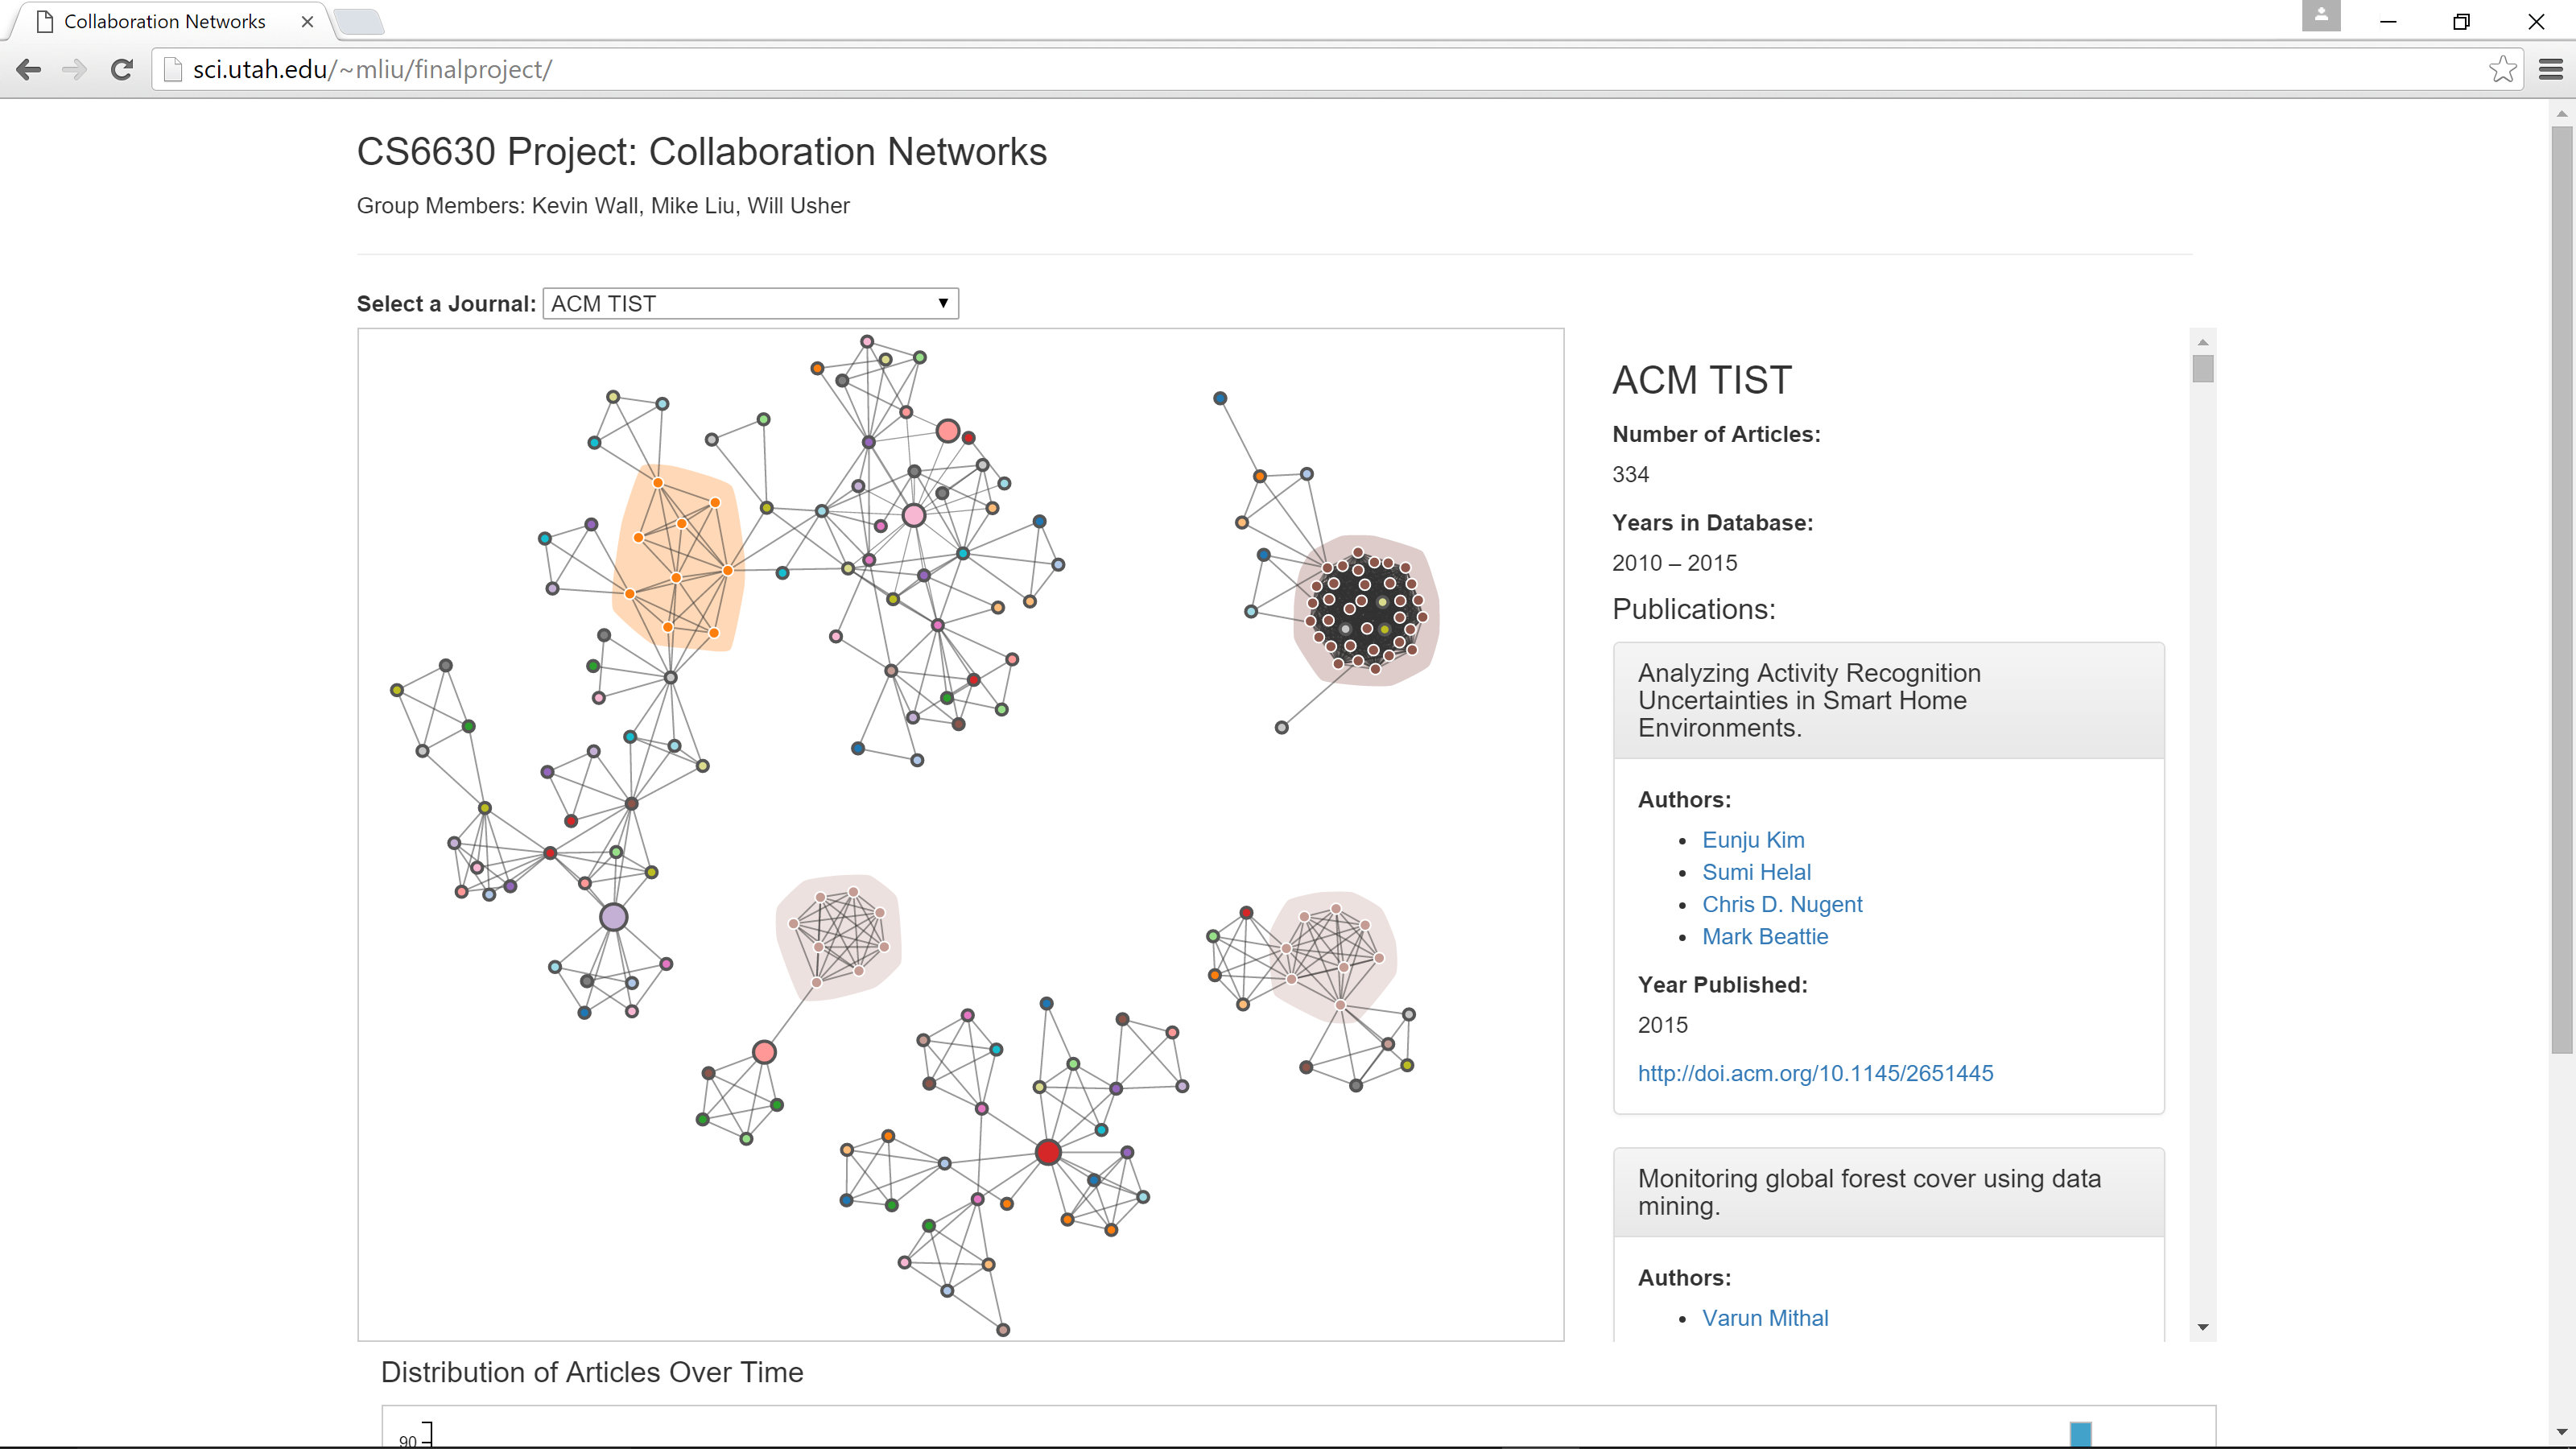 Collaboration Networks
sci.utah.edu/~mliu/finalproject/
CS6630 Project: Collaboration Networks
Group Members: Kevin Wall, Mike Liu, Will Usher
Select a Journal: ACM TIST
ACM TIST
Number of Articles:
334
Years in Database:
2010 – 2015
Publications:
Analyzing Activity Recognition
Uncertainties in Smart Home
Environments.
Authors:
Eunju Kim
Sumi Helal
Chris D. Nugent
Mark Beattie
Year Published:
2015
http://doi.acm.org/10.1145/2651445
Monitoring global forest cover using data
mining.
Authors:
Varun Mithal
Distribution of Articles Over Time
90